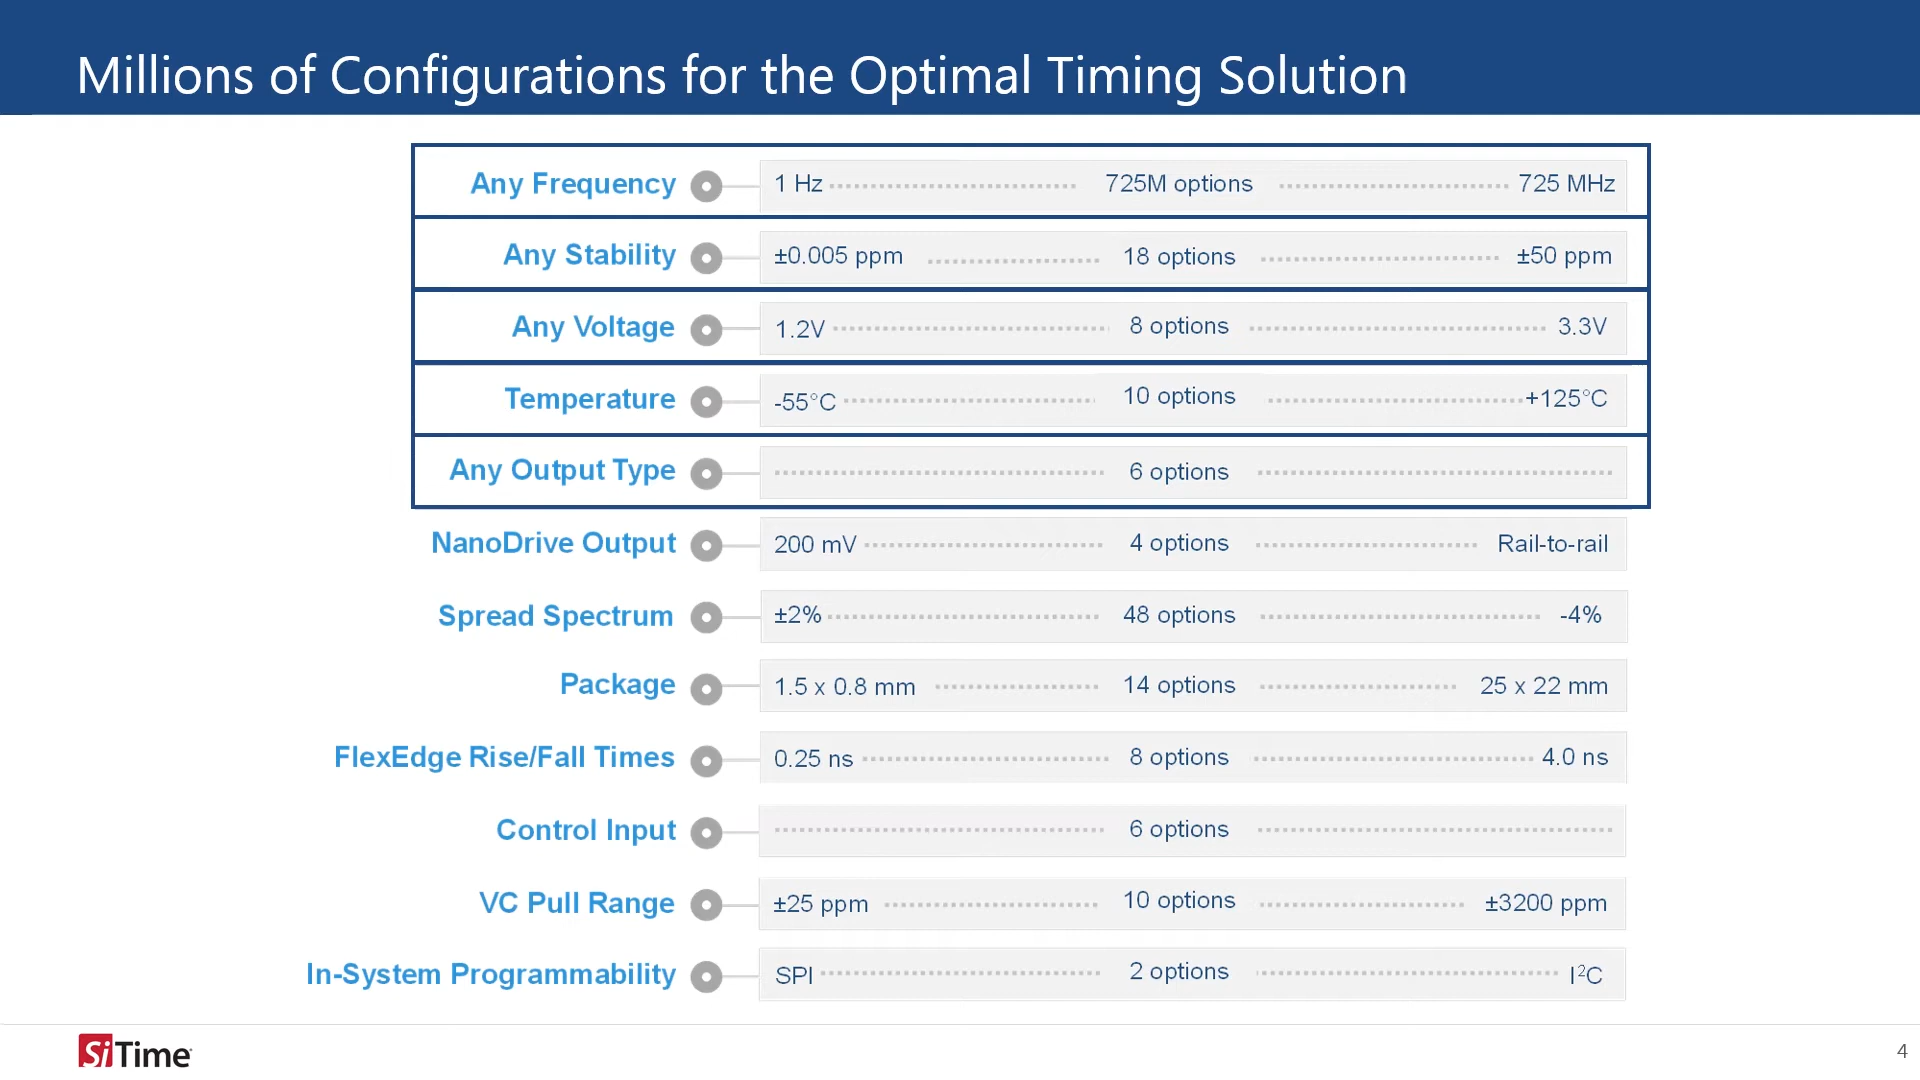 Millions of Configurations for the Optimal Timing Solution
Any Frequency 1 Hz 725M options 725 MHz
Any Stability ±0.005 ppm 18 options ±50 ppm
Any Voltage 1.2V 8 options 3.3V
Temperature -55°C 10 options +125°C
Any Output Type 6 options
NanoDrive Output 200 mV 4 options Rail-to-rail
Spread Spectrum ±2% 48 options -4%
Package 1.5 x 0.8 mm 14 options 25 x 22 mm
FlexEdge Rise/Fall Times 0.25 ns 8 options 4.0 ns
Control Input 6 options
VC Pull Range ±25 ppm 10 options ±3200 ppm
In-System Programmability SPI 2 options I²C
SiTime 4